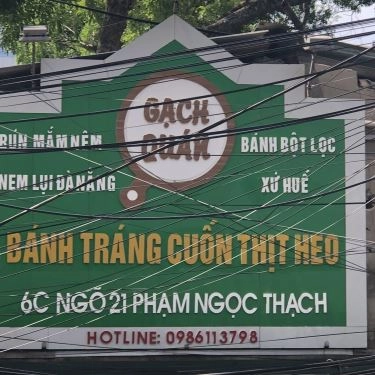 GẠCH
QUÁN
BÚN MẮM NÊM
BÁNH BỘT LỌC
NEM LỤI ĐÀ NẴNG
XỨ HUẾ
BÁNH TRÁNG CUỐN THỊT HEO
6C NGÕ 21 PHẠM NGỌC THẠCH
HOTLINE: 0986113798